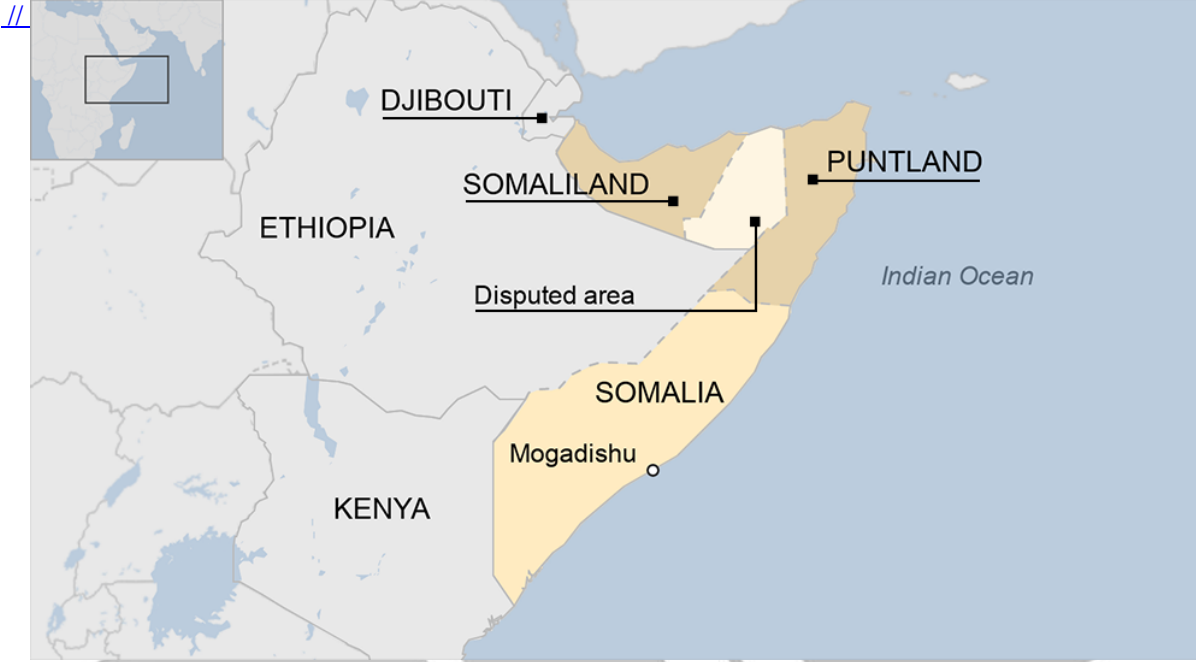 //
DJIBOUTI
PUNTLAND
SOMALILAND
ETHIOPIA
Indian Ocean
Disputed area
SOMALIA
Mogadishu
KENYA